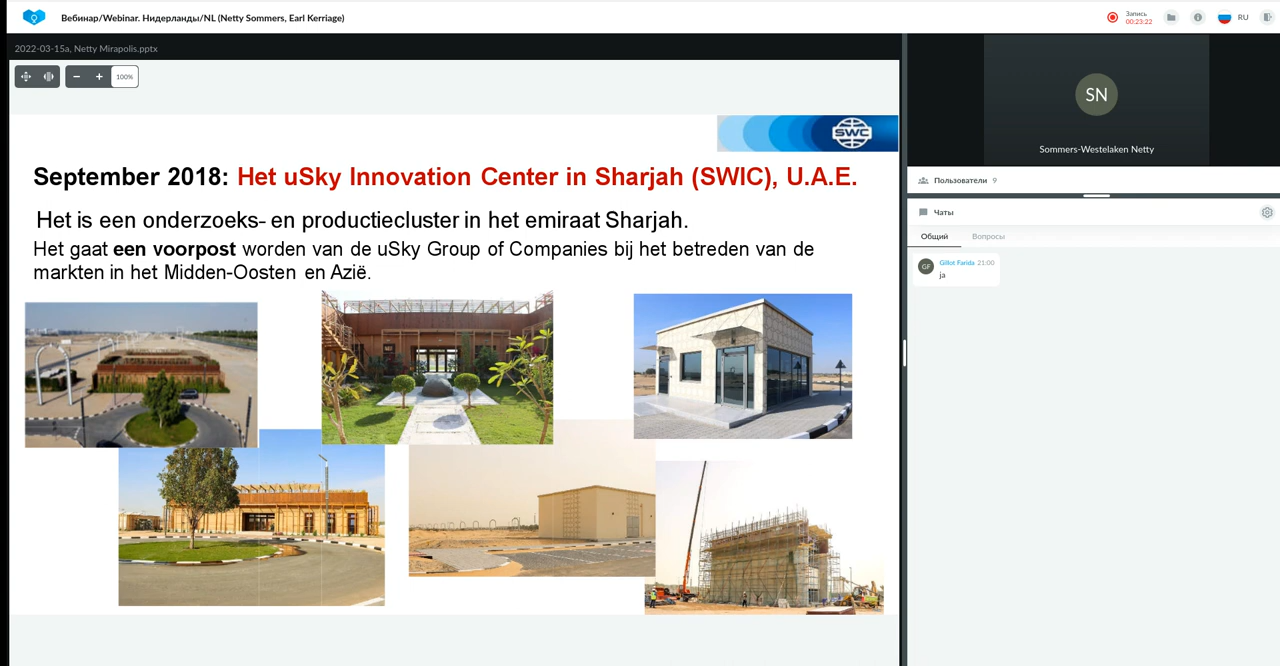 Вебинар/Webinar. Нидерланды/NL (Netty Sommers, Earl Kerriage)
Запись
00:23:22
RU
2022-03-15a, Netty Mirapolis.pptx
100%
SWC
September 2018: Het uSky Innovation Center in Sharjah (SWIC), U.A.E.
Het is een onderzoeks- en productiecluster in het emiraat Sharjah.
Het gaat een voorpost worden van de uSky Group of Companies bij het betreden van de
markten in het Midden-Oosten en Azië.
SN
Sommers-Westelaken Netty
Пользователи 9
Чаты
Общий Вопросы
GF
Gillot Farida 21:00
ja